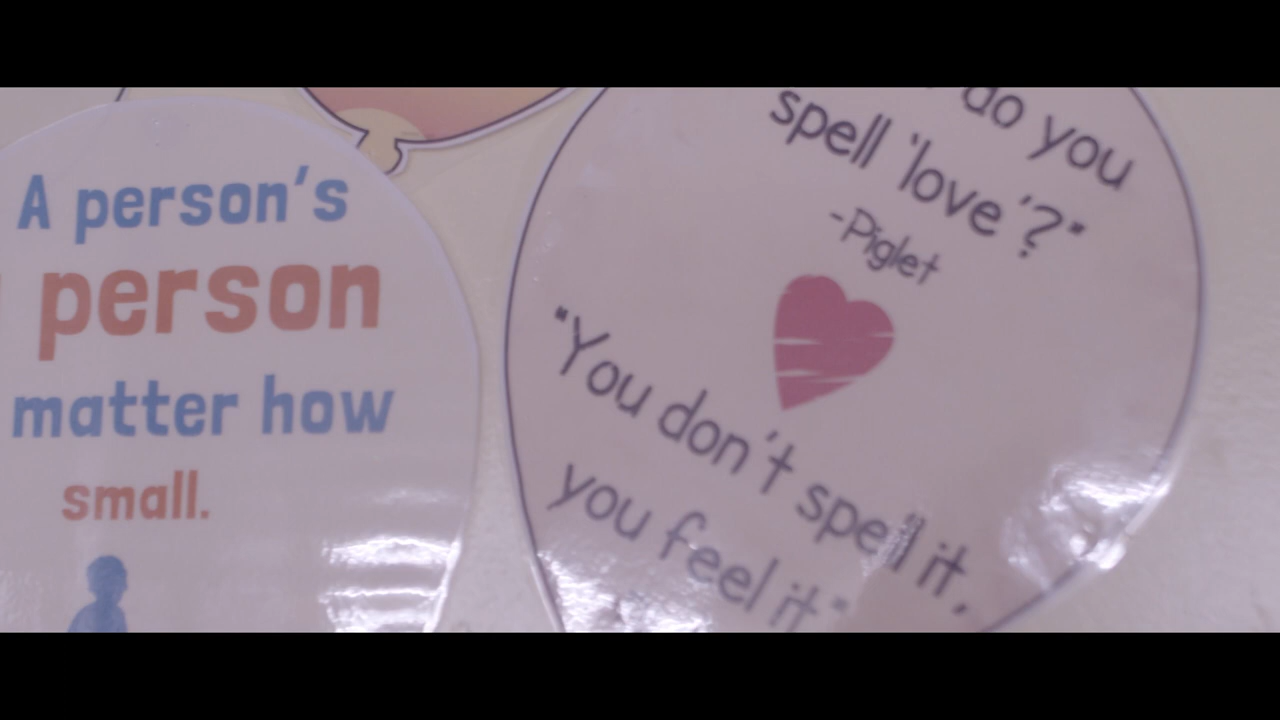 A person's
person
matter how
small.
do you
spell 'love'?"
-Piglet
"You don't spell it,
you feel it"